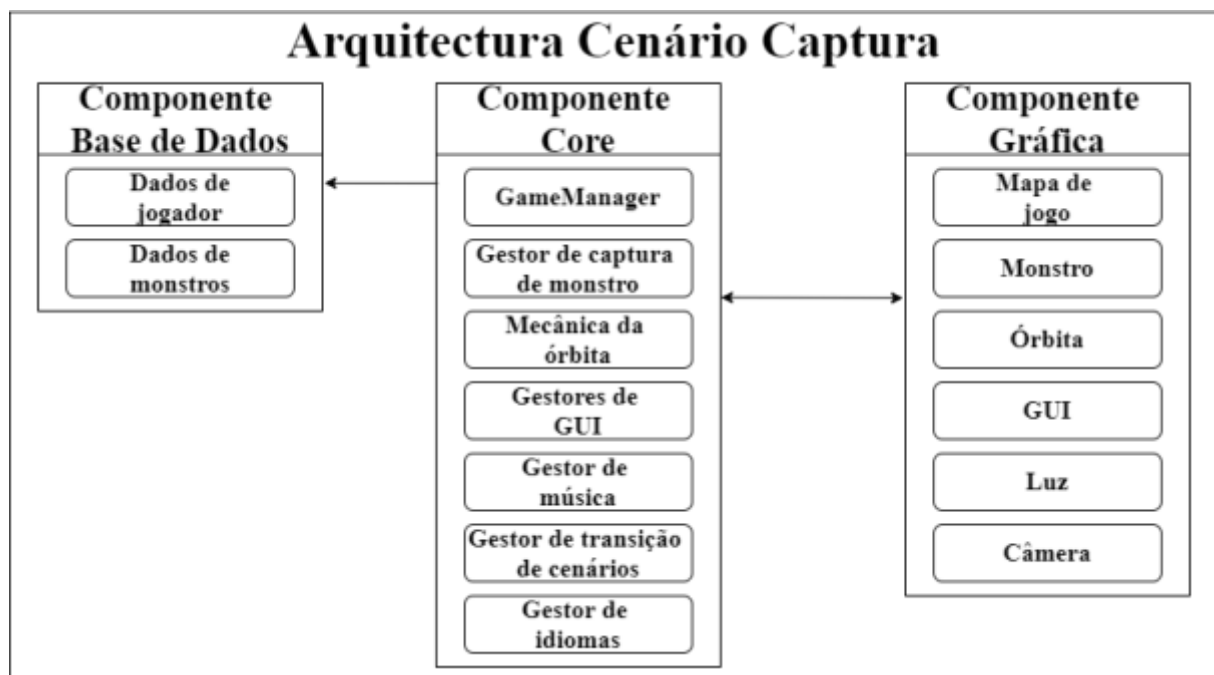 Arquitectura Cenário Captura
Componente
Base de Dados
Dados de
jogador
Dados de
monstros
Componente
Core
GameManager
Gestor de captura
de monstro
Mecânica da
órbita
Gestores de
GUI
Gestor de
música
Gestor de transição
de cenários
Gestor de
idiomas
Componente
Gráfica
Mapa de
jogo
Monstro
Órbita
GUI
Luz
Câmera